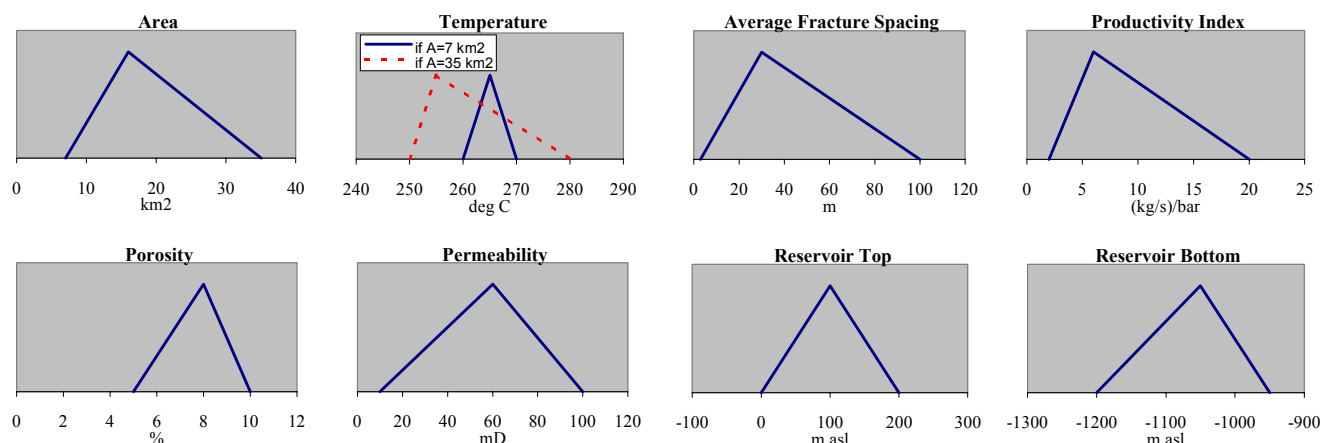 Area Temperature Average Fracture Spacing Productivity Index
if A=7 km2
if A=35 km2
0 10 20 30 40 240 250 260 270 280 290 0 20 40 60 80 100 120 0 5 10 15 20 25
km2 deg C m (kg/s)/bar
Porosity Permeability Reservoir Top Reservoir Bottom
0 2 4 6 8 10 12 0 20 40 60 80 100 120 -100 0 100 200 300 -1300 -1200 -1100 -1000 -900
% mD m asl m asl